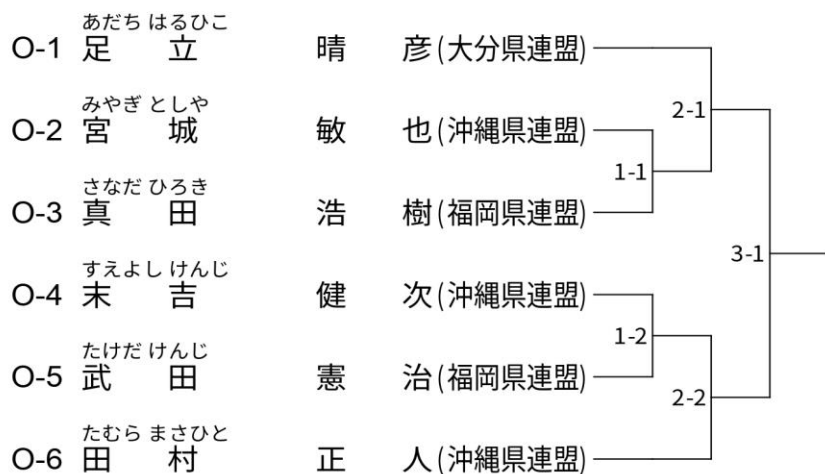 あだち はるひこ
O-1 足 立 晴 彦(大分県連盟)
2-1
みやぎ としや
O-2 宮 城 敏 也(沖縄県連盟)
1-1
さなだ ひろき
O-3 真 田 浩 樹(福岡県連盟)
3-1
すえよし けんじ
O-4 末 吉 健 次(沖縄県連盟)
1-2
たけだ けんじ
O-5 武 田 憲 治(福岡県連盟)
2-2
たむら まさひと
O-6 田 村 正 人(沖縄県連盟)